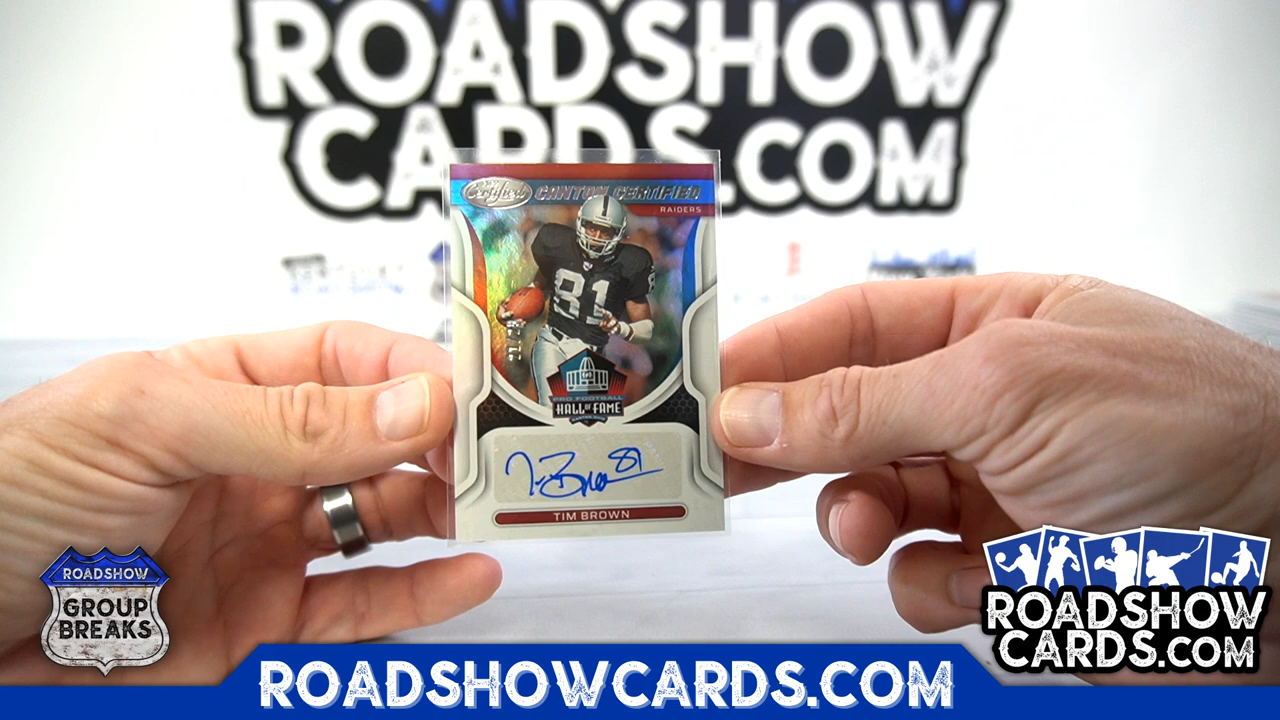 ROADSHOW
CARDS.COM
Certified
CANTON CERTIFIED
RAIDERS
81
PRO FOOTBALL
HALL OF FAME
TIM BROWN
ROADSHOW
GROUP
BREAKS
ROADSHOW
CARDS.COM
ROADSHOWCARDS.COM